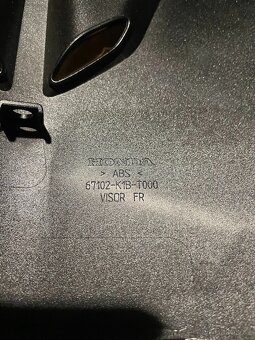 HONDA
> ABS <
67102-K1B-T000
VISOR FR